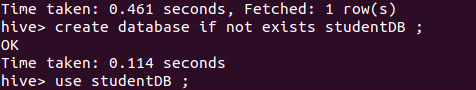 Time taken: 0.461 seconds, Fetched: 1 row(s)
hive> create database if not exists studentDB ;
OK
Time taken: 0.114 seconds
hive> use studentDB ;